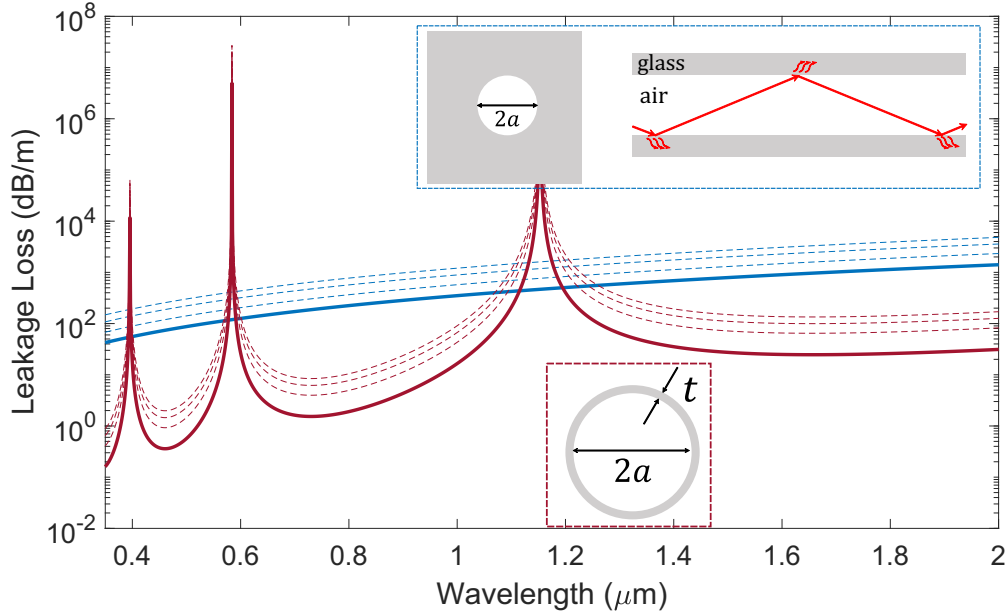 10^8
10^6
10^4
10^2
10^0
10^-2
Leakage Loss (dB/m)
2a
glass
air
t
2a
0.4 0.6 0.8 1 1.2 1.4 1.6 1.8 2
Wavelength (μm)